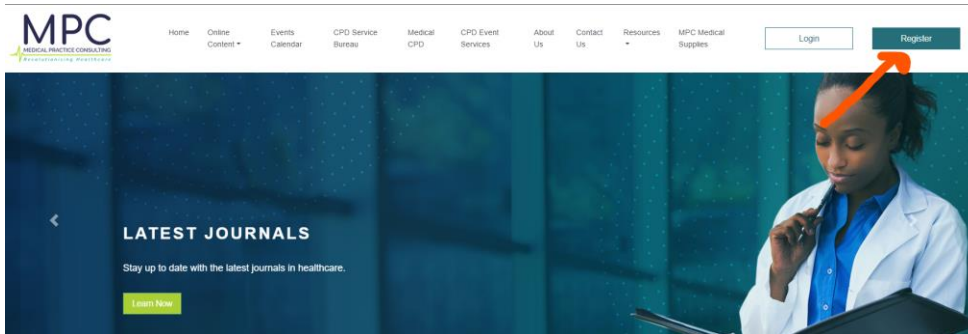 MPC
MEDICAL PRACTICE CONSULTING
Revolutionizing Healthcare
Home
Online
Content
Events
Calendar
CPD Service
Bureau
Medical
CPD
CPD Event
Services
About
Us
Contact
Us
Resources
MPC Medical
Supplies
Login
Register
LATEST JOURNALS
Stay up to date with the latest journals in healthcare.
Learn Now